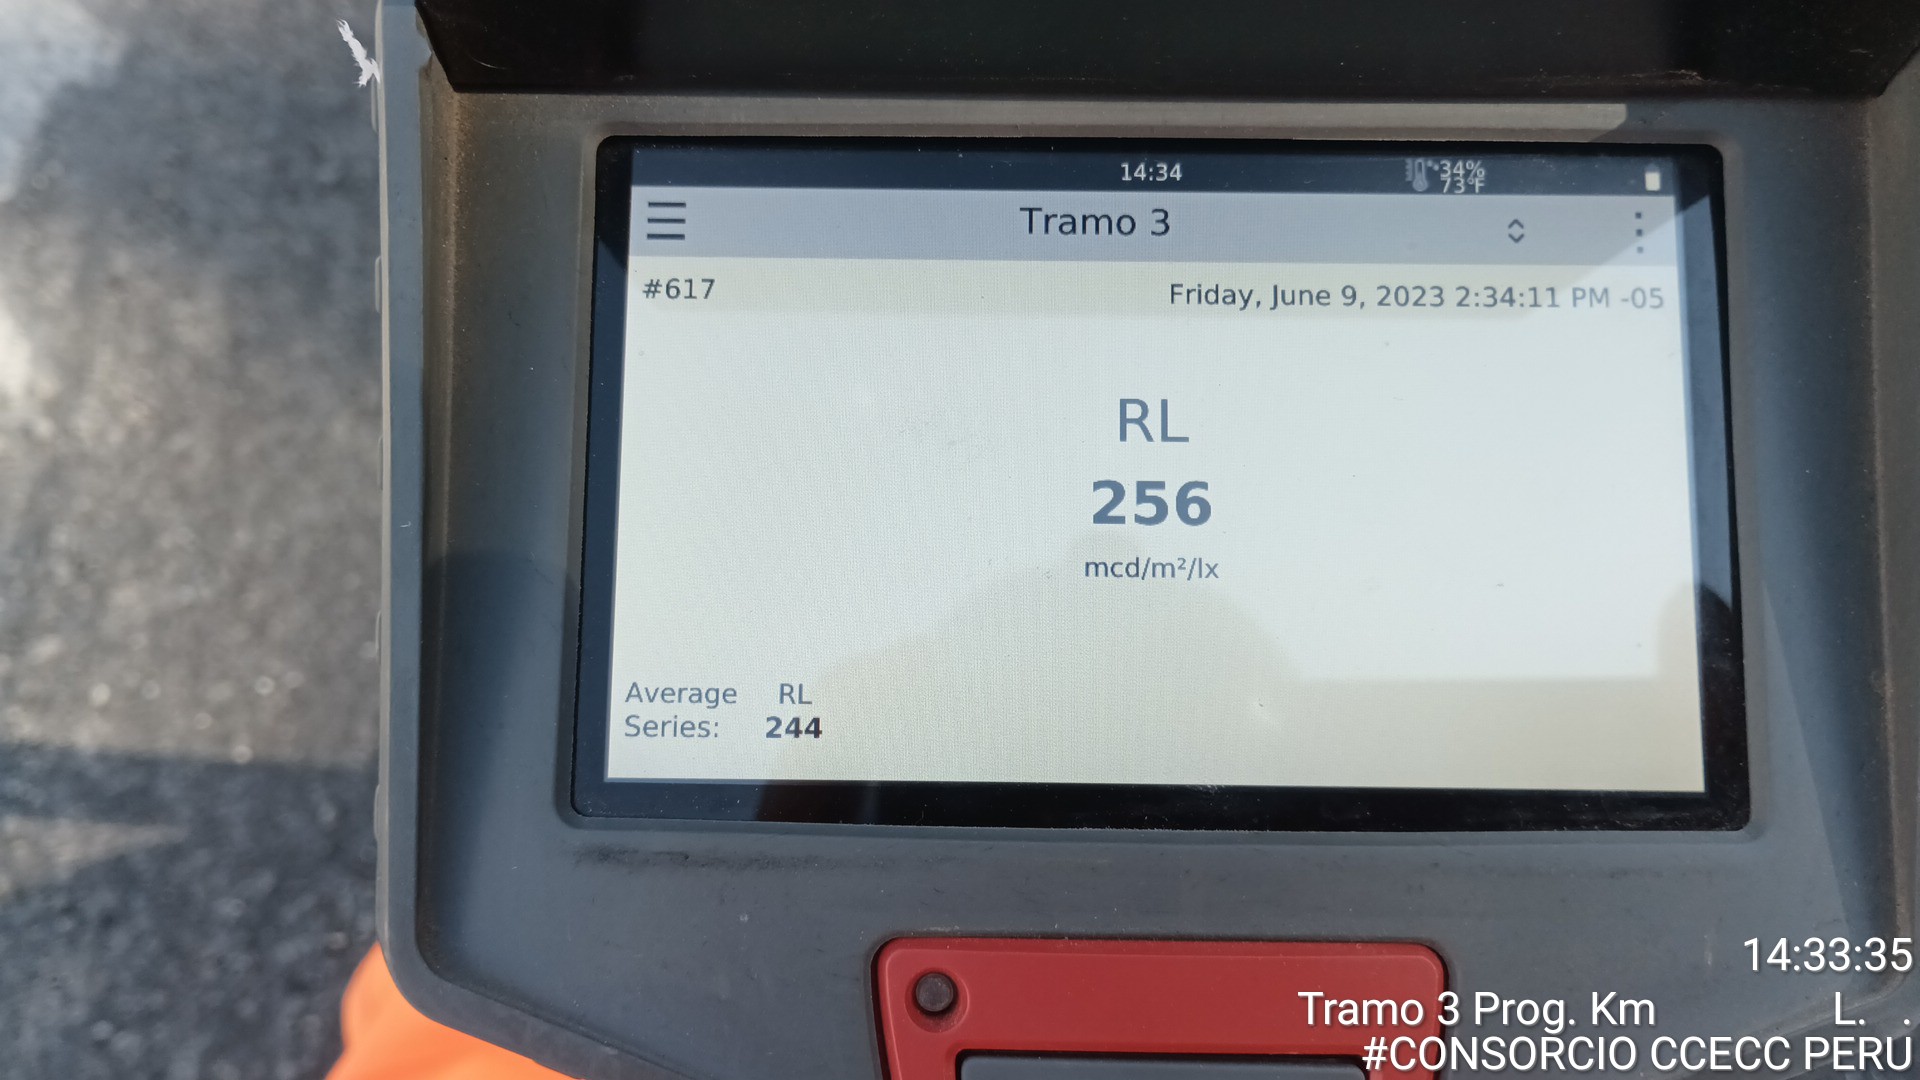 14:34
34%
73°F
Tramo 3
#617
Friday, June 9, 2023 2:34:11 PM -05
RL
256
mcd/m²/lx
Average RL
Series: 244
14:33:35
Tramo 3 Prog. Km L. .
#CONSORCIO CCECC PERU